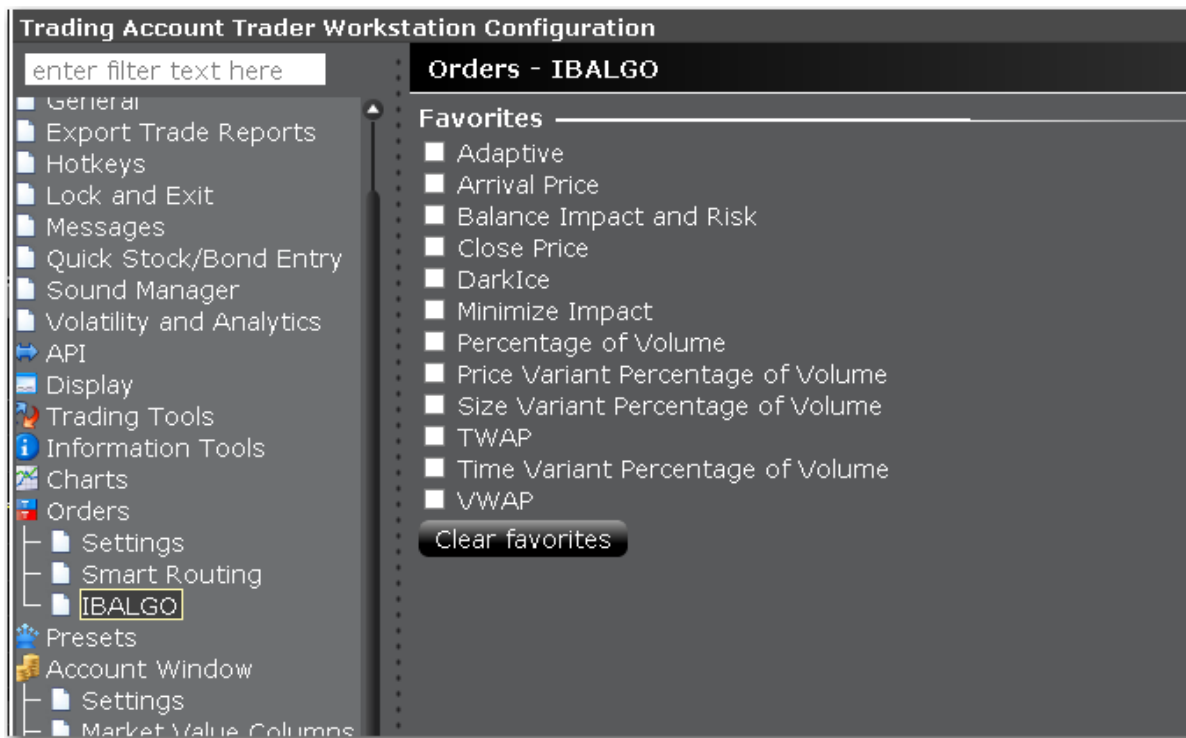 Trading Account Trader Workstation Configuration
enter filter text here
General
Export Trade Reports
Hotkeys
Lock and Exit
Messages
Quick Stock/Bond Entry
Sound Manager
Volatility and Analytics
API
Display
Trading Tools
Information Tools
Charts
Orders
Settings
Smart Routing
IBALGO
Presets
Account Window
Settings
Market Value Columns
Orders - IBALGO
Favorites
Adaptive
Arrival Price
Balance Impact and Risk
Close Price
DarkIce
Minimize Impact
Percentage of Volume
Price Variant Percentage of Volume
Size Variant Percentage of Volume
TWAP
Time Variant Percentage of Volume
VWAP
Clear favorites